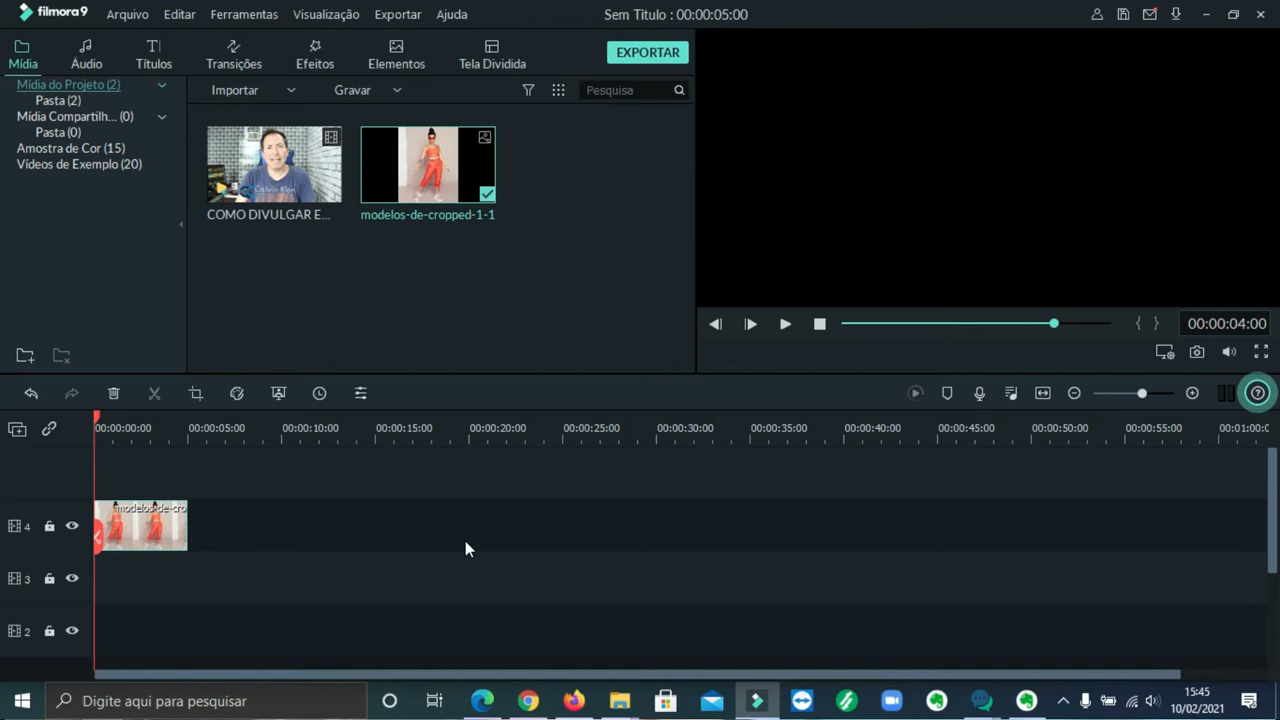 filmora9 Arquivo Editar Ferramentas Visualização Exportar Ajuda Sem Titulo : 00:00:05:00
Mídia Áudio Títulos Transições Efeitos Elementos Tela Dividida EXPORTAR
Mídia do Projeto (2) Importar Gravar Pesquisa
Pasta (2)
Mídia Compartilh... (0)
Pasta (0)
Amostra de Cor (15)
Vídeos de Exemplo (20)
Calvin Klein
COMO DIVULGAR E... modelos-de-cropped-1-1
00:00:04:00
00:00:00:00 00:00:05:00 00:00:10:00 00:00:15:00 00:00:20:00 00:00:25:00 00:00:30:00 00:00:35:00 00:00:40:00 00:00:45:00 00:00:50:00 00:00:55:00 00:01:00:0
modelos-de-cro
4
3
2
Digite aqui para pesquisar
15:45
10/02/2021